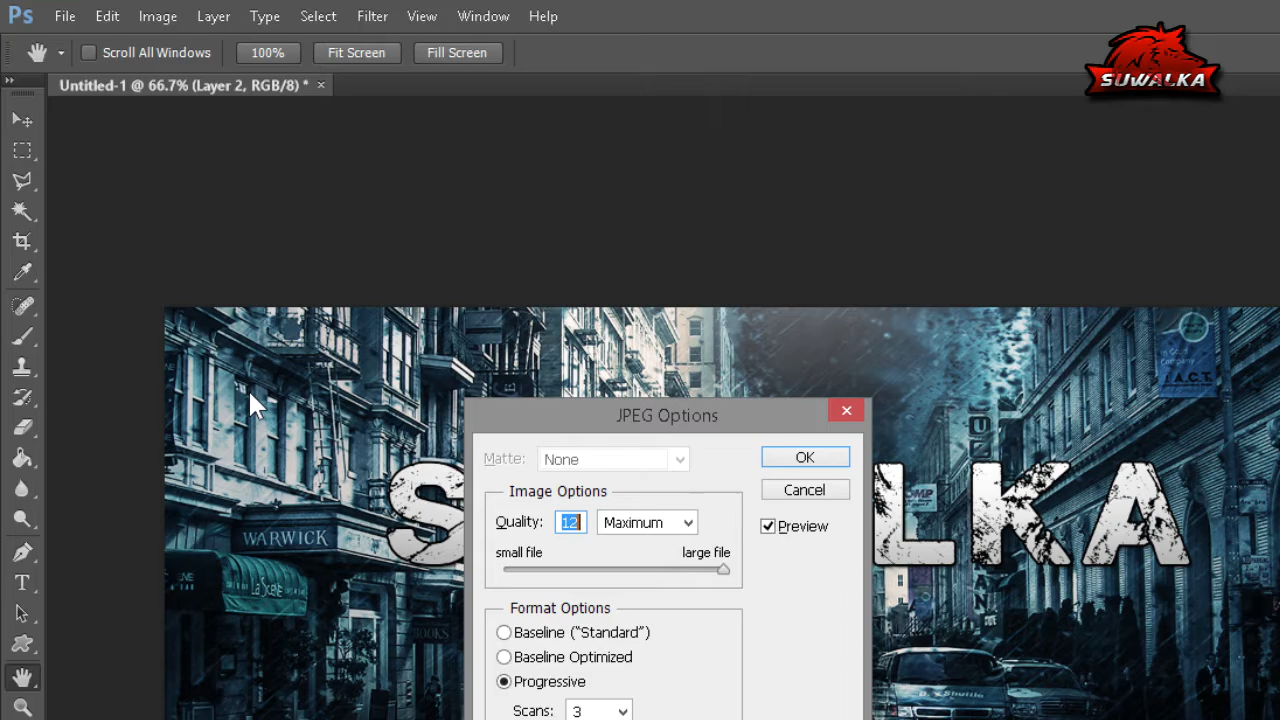 Ps File Edit Image Layer Type Select Filter View Window Help
Scroll All Windows 100% Fit Screen Fill Screen
SUWALKA
Untitled-1 @ 66.7% (Layer 2, RGB/8) * ×
JPEG Options
Matte: None
OK
Image Options
Cancel
Quality: 12 Maximum
Preview
small file large file
Format Options
Baseline ("Standard")
Baseline Optimized
Progressive
Scans: 3
S LKA
WARWICK
LaScene
BOOKS